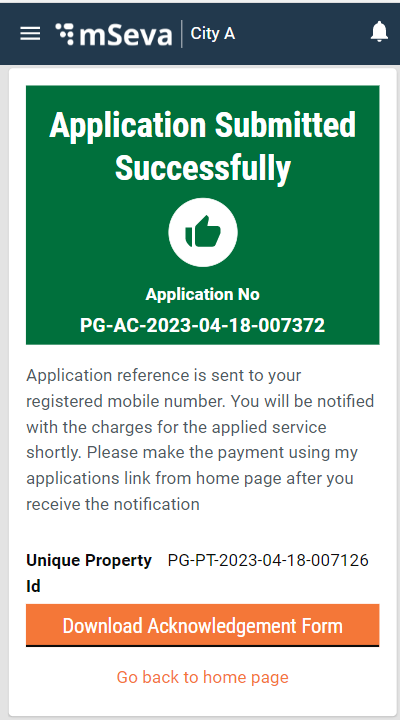 mSeva City A
Application Submitted
Successfully
Application No
PG-AC-2023-04-18-007372
Application reference is sent to your
registered mobile number. You will be notified
with the charges for the applied service
shortly. Please make the payment using my
applications link from home page after you
receive the notification
Unique Property PG-PT-2023-04-18-007126
Id
Download Acknowledgement Form
Go back to home page